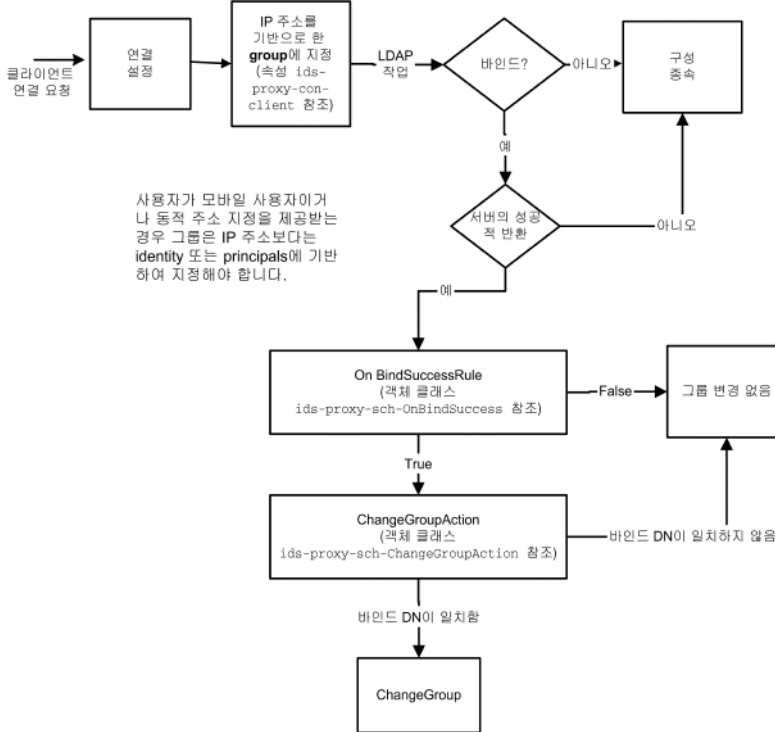 클라이언트
연결 요청
연결
설정
IP 주소를
기반으로 한
group에 지정
(속성 ids-
proxy-con-
client 참조)
LDAP
작업
바인드?
아니오
구성
종속
예
서버의 성공
적 반환
아니오
사용자가 모바일 사용자이거
나 동적 주소 지정을 제공받는
경우 그룹은 IP 주소보다는
identity 또는 principals에 기반
하여 지정해야 합니다.
예
On BindSuccessRule
(객체 클래스
ids-proxy-sch-OnBindSuccess 참조)
False
그룹 변경 없음
True
ChangeGroupAction
(객체 클래스
ids-proxy-sch-ChangeGroupAction 참조)
바인드 DN이 일치하지 않음
바인드 DN이 일치함
ChangeGroup